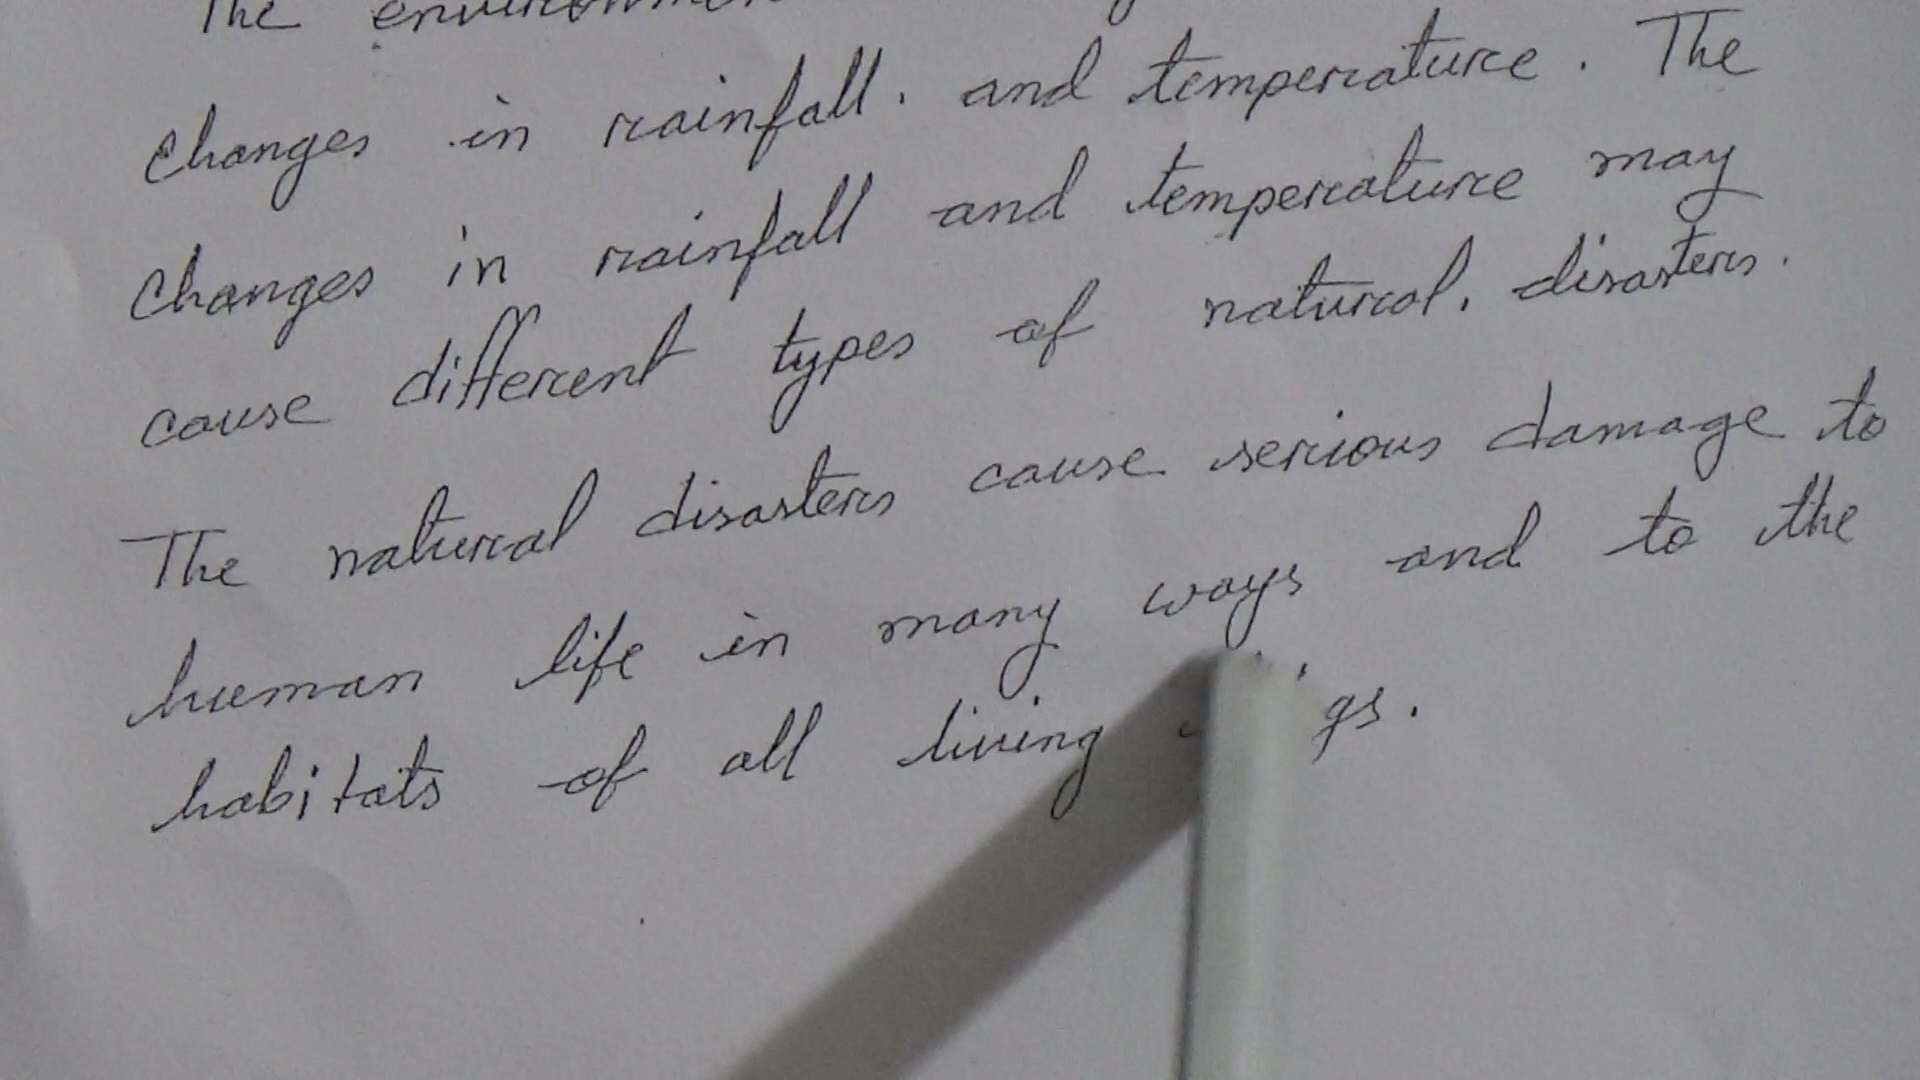 The
changes in rainfall. and temperature. The
changes in rainfall and temperature may
cause different types of natural. disasters.
The natural disasters cause serious damage to
human life in many ways and to the
habitats of all living